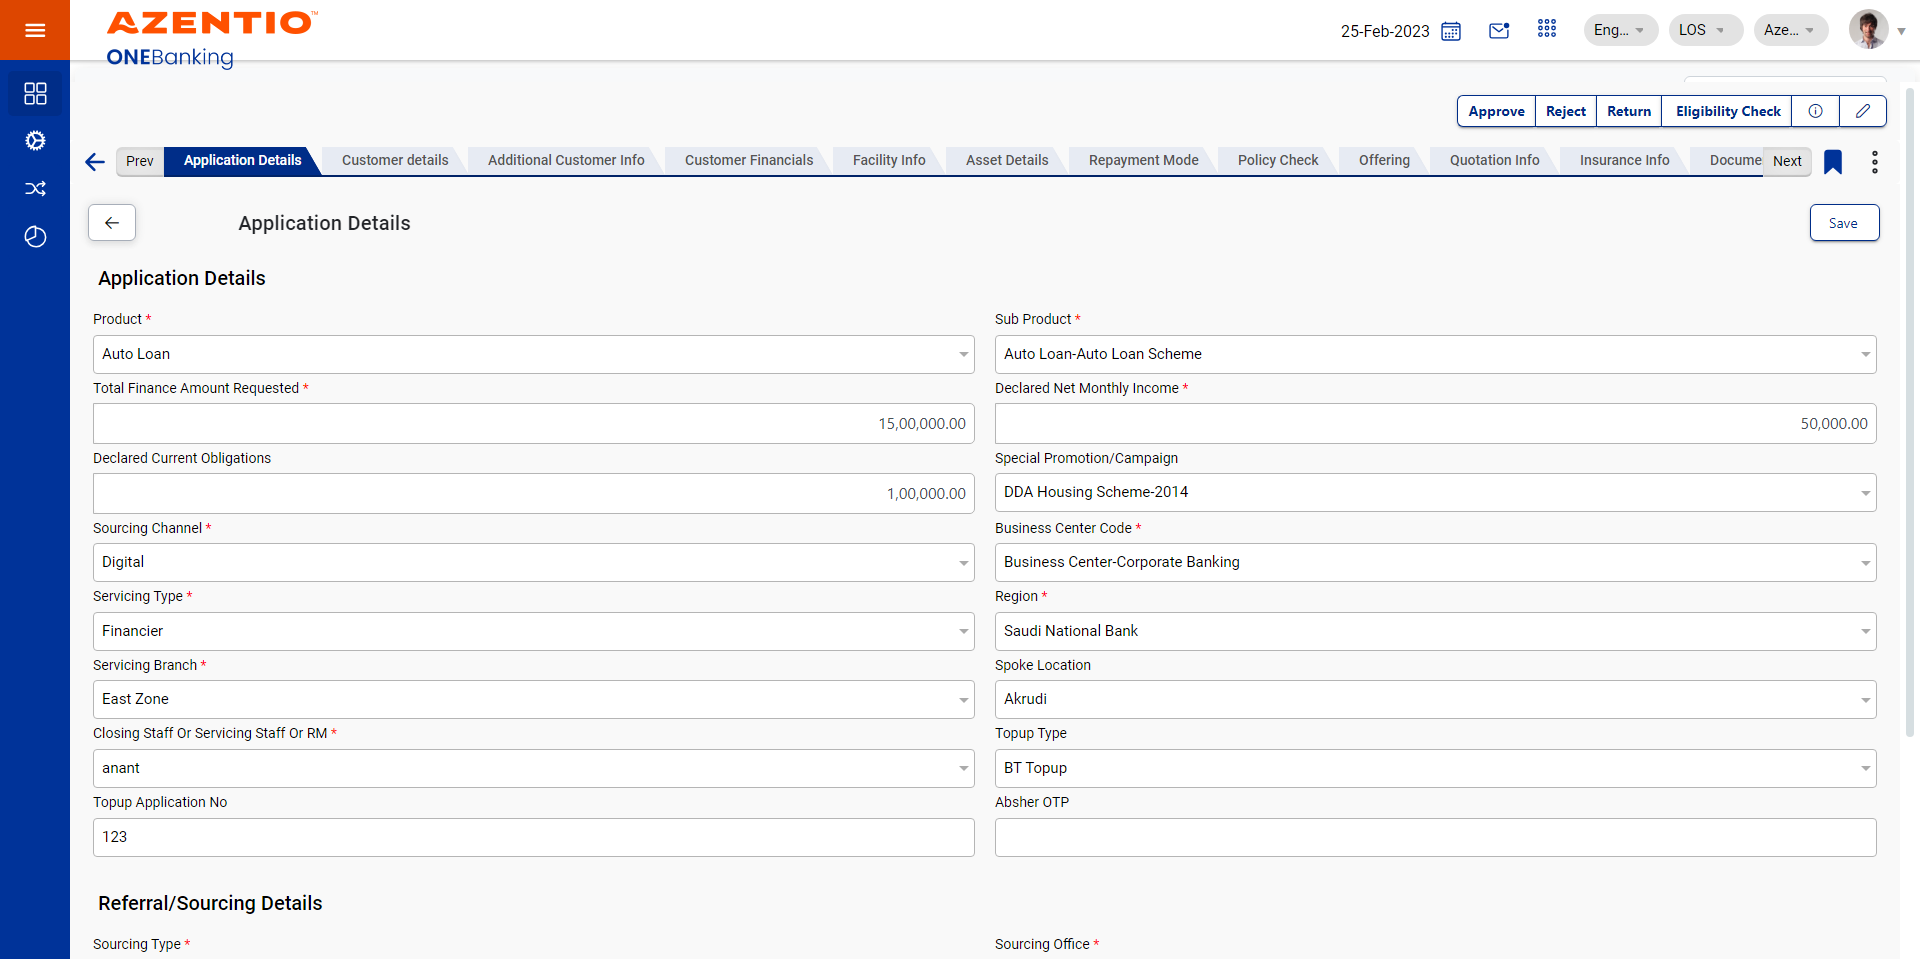 AZENTIO™
ONEBanking
25-Feb-2023
Eng...
LOS
Aze...
Approve
Reject
Return
Eligibility Check
Prev
Application Details
Customer details
Additional Customer Info
Customer Financials
Facility Info
Asset Details
Repayment Mode
Policy Check
Offering
Quotation Info
Insurance Info
Docume
Next
Application Details
Save
Application Details
Product *
Sub Product *
Auto Loan
Auto Loan-Auto Loan Scheme
Total Finance Amount Requested *
Declared Net Monthly Income *
15,00,000.00
50,000.00
Declared Current Obligations
Special Promotion/Campaign
1,00,000.00
DDA Housing Scheme-2014
Sourcing Channel *
Business Center Code *
Digital
Business Center-Corporate Banking
Servicing Type *
Region *
Financier
Saudi National Bank
Servicing Branch *
Spoke Location
East Zone
Akrudi
Closing Staff Or Servicing Staff Or RM *
Topup Type
anant
BT Topup
Topup Application No
Absher OTP
123
Referral/Sourcing Details
Sourcing Type *
Sourcing Office *